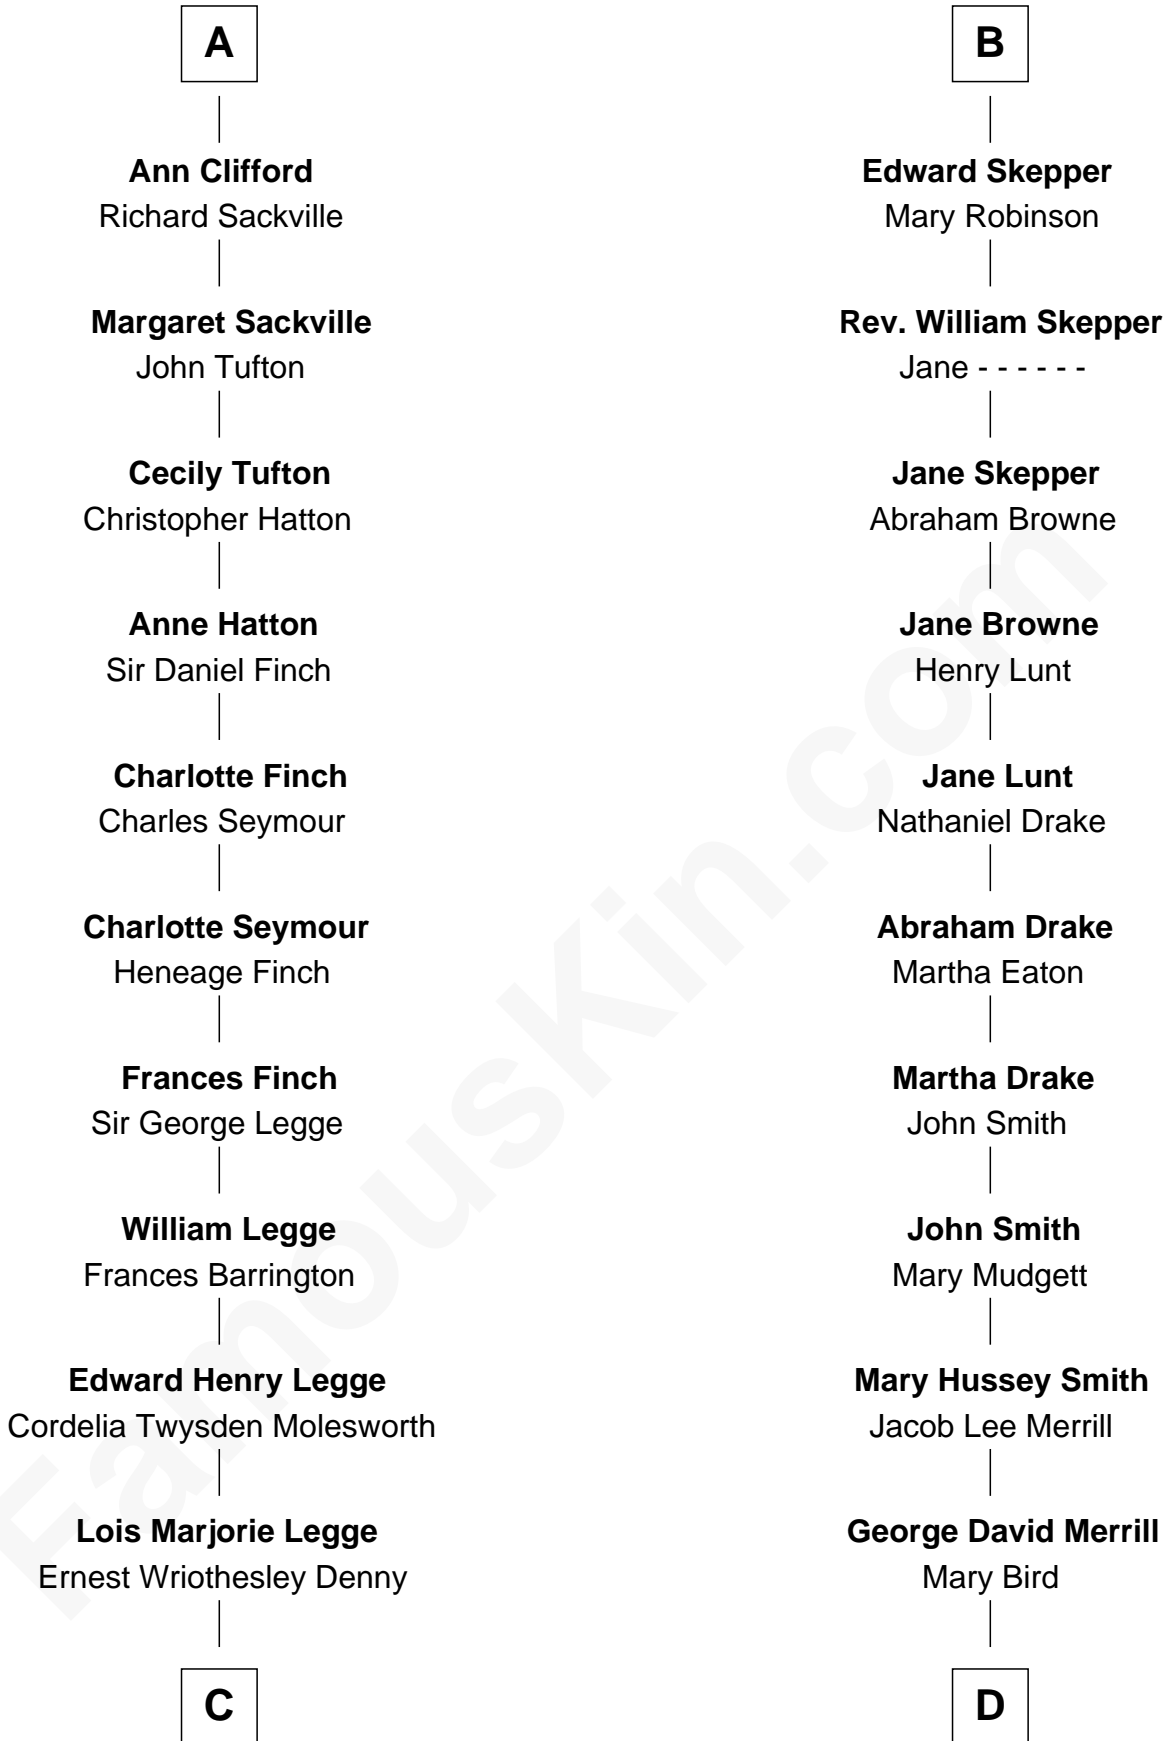 A
Ann Clifford
Richard Sackville
Margaret Sackville
John Tufton
Cecily Tufton
Christopher Hatton
Anne Hatton
Sir Daniel Finch
Charlotte Finch
Charles Seymour
Charlotte Seymour
Heneage Finch
Frances Finch
Sir George Legge
William Legge
Frances Barrington
Edward Henry Legge
Cordelia Twysden Molesworth
Lois Marjorie Legge
Ernest Wriothesley Denny
C
B
Edward Skepper
Mary Robinson
Rev. William Skepper
Jane - - - - - -
Jane Skepper
Abraham Browne
Jane Browne
Henry Lunt
Jane Lunt
Nathaniel Drake
Abraham Drake
Martha Eaton
Martha Drake
John Smith
John Smith
Mary Mudgett
Mary Hussey Smith
Jacob Lee Merrill
George David Merrill
Mary Bird
D
FamousKin.com